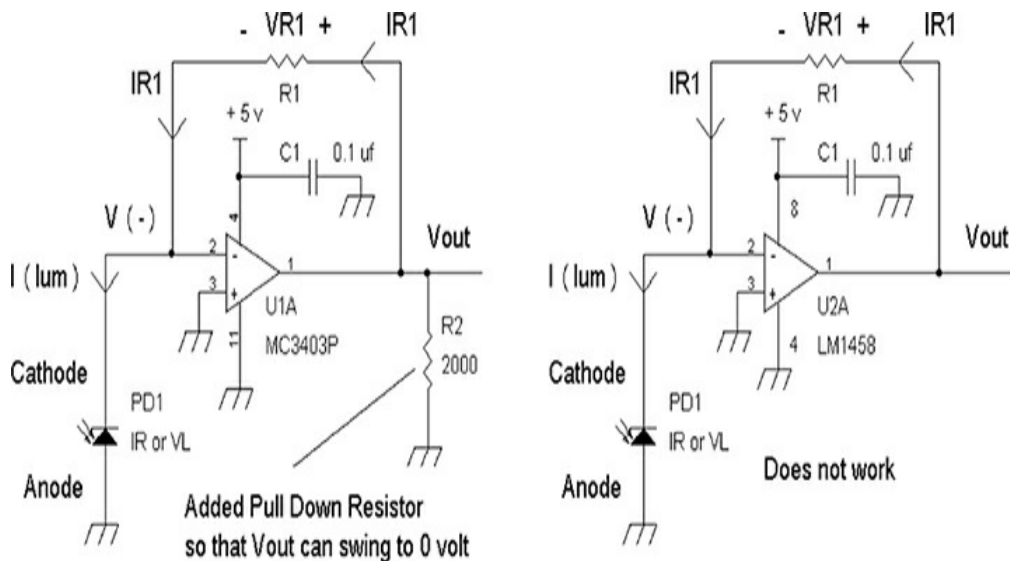 - VR1 +
IR1
IR1
R1
+ 5 v
C1
0.1 uf
4
V (-)
Vout
2
-
1
3
+
I ( lum )
U1A
MC3403P
11
R2
2000
Cathode
PD1
IR or VL
Anode
Added Pull Down Resistor
so that Vout can swing to 0 volt
- VR1 +
IR1
IR1
R1
+ 5 v
C1
0.1 uf
8
V (-)
Vout
2
-
1
3
+
I ( lum )
U2A
4
LM1458
Cathode
PD1
IR or VL
Anode
Does not work